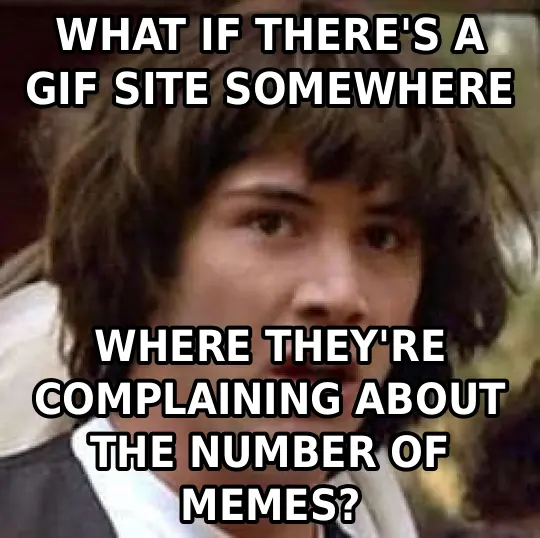 WHAT IF THERE'S A
GIF SITE SOMEWHERE
WHERE THEY'RE
COMPLAINING ABOUT
THE NUMBER OF
MEMES?